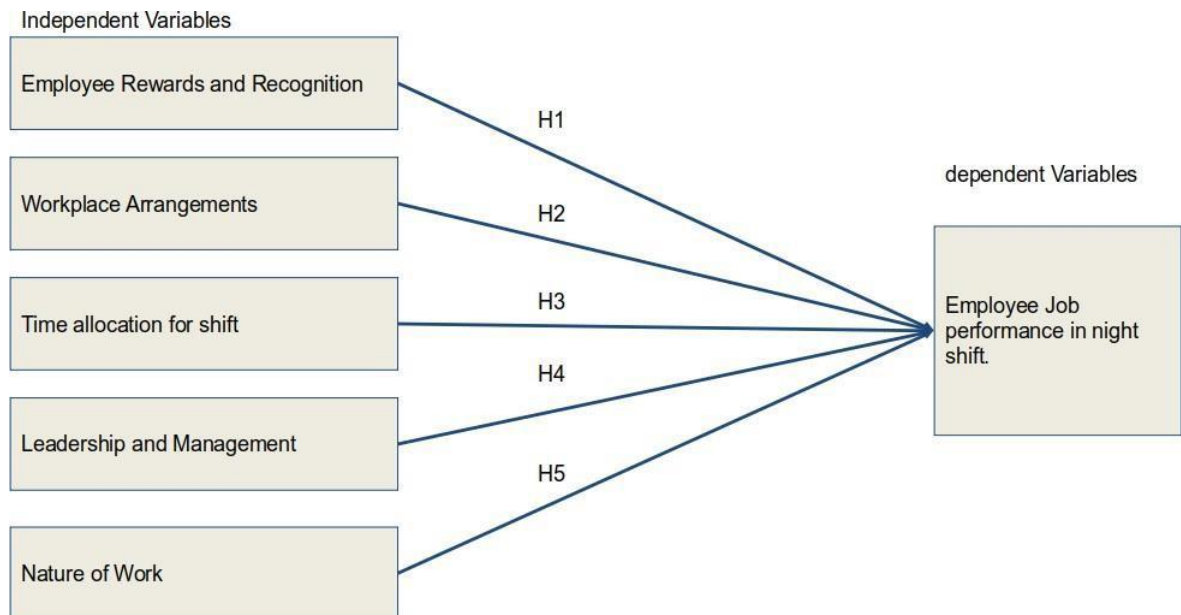 Independent Variables
Employee Rewards and Recognition
H1
Workplace Arrangements
H2
dependent Variables
Time allocation for shift
H3
Employee Job
performance in night
shift.
H4
Leadership and Management
H5
Nature of Work